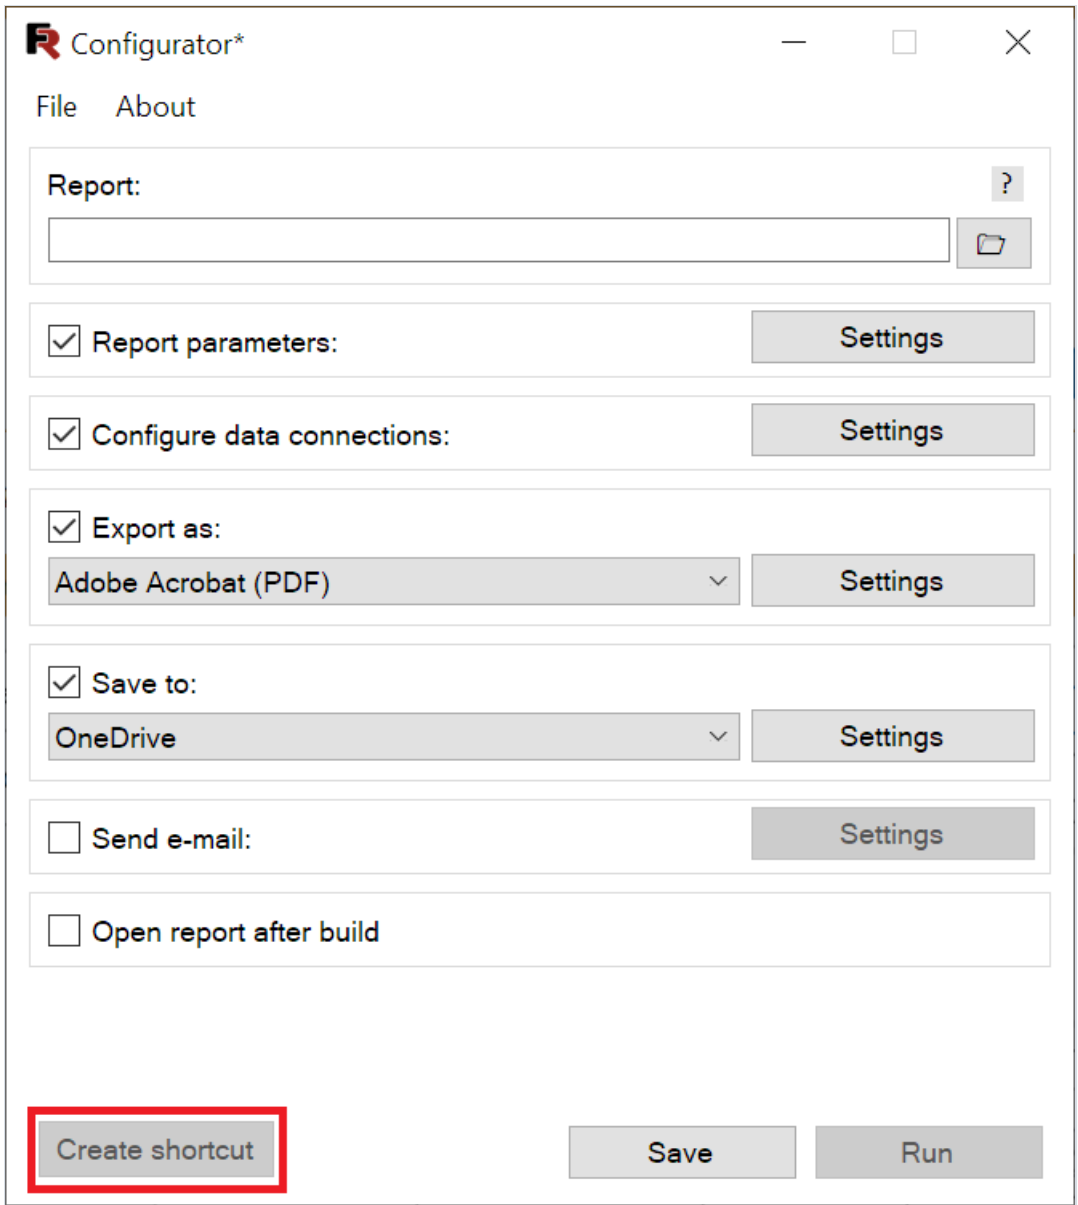 FR Configurator*
File About
Report: ?
Report parameters: Settings
Configure data connections: Settings
Export as:
Adobe Acrobat (PDF) Settings
Save to:
OneDrive Settings
Send e-mail: Settings
Open report after build
Create shortcut Save Run